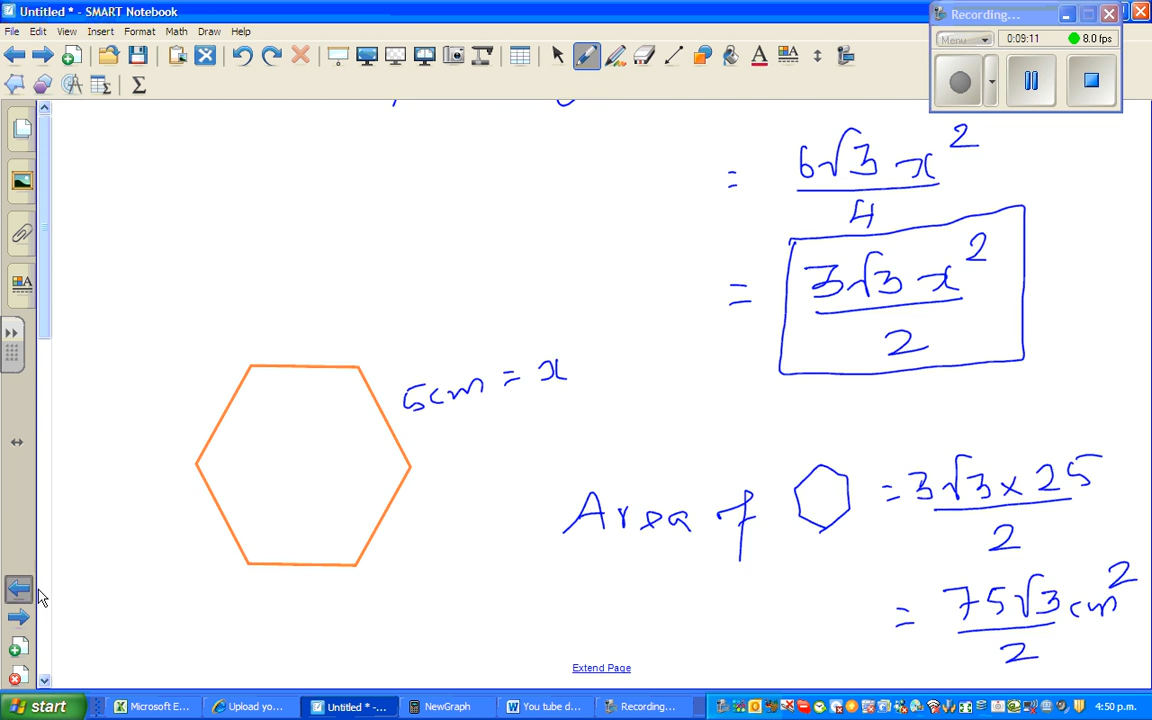 Untitled * - SMART Notebook
Recording...
File Edit View Insert Format Math Draw Help
Menu 0:09:11 8.0 fps
= 6√3 x² / 4
= 3√3 x² / 2
5cm = x
Area of = 3√3 × 25 / 2
= 75√3 / 2 cm²
Extend Page
start Microsoft E... Upload yo... Untitled * -... NewGraph You tube d... Recording... 4:50 p.m.